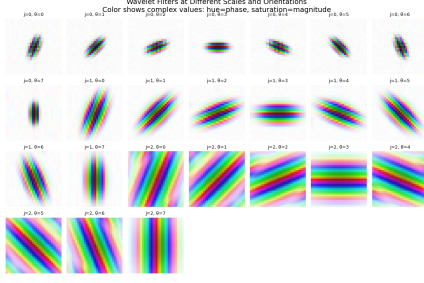 Wavelet Filters at Different Scales and Orientations
Color shows complex values: hue=phase, saturation=magnitude
j=0, θ=0 j=0, θ=1 j=0, θ=2 j=0, θ=3 j=0, θ=4 j=0, θ=5 j=0, θ=6
j=0, θ=7 j=1, θ=0 j=1, θ=1 j=1, θ=2 j=1, θ=3 j=1, θ=4 j=1, θ=5
j=1, θ=6 j=1, θ=7 j=2, θ=0 j=2, θ=1 j=2, θ=2 j=2, θ=3 j=2, θ=4
j=2, θ=5 j=2, θ=6 j=2, θ=7